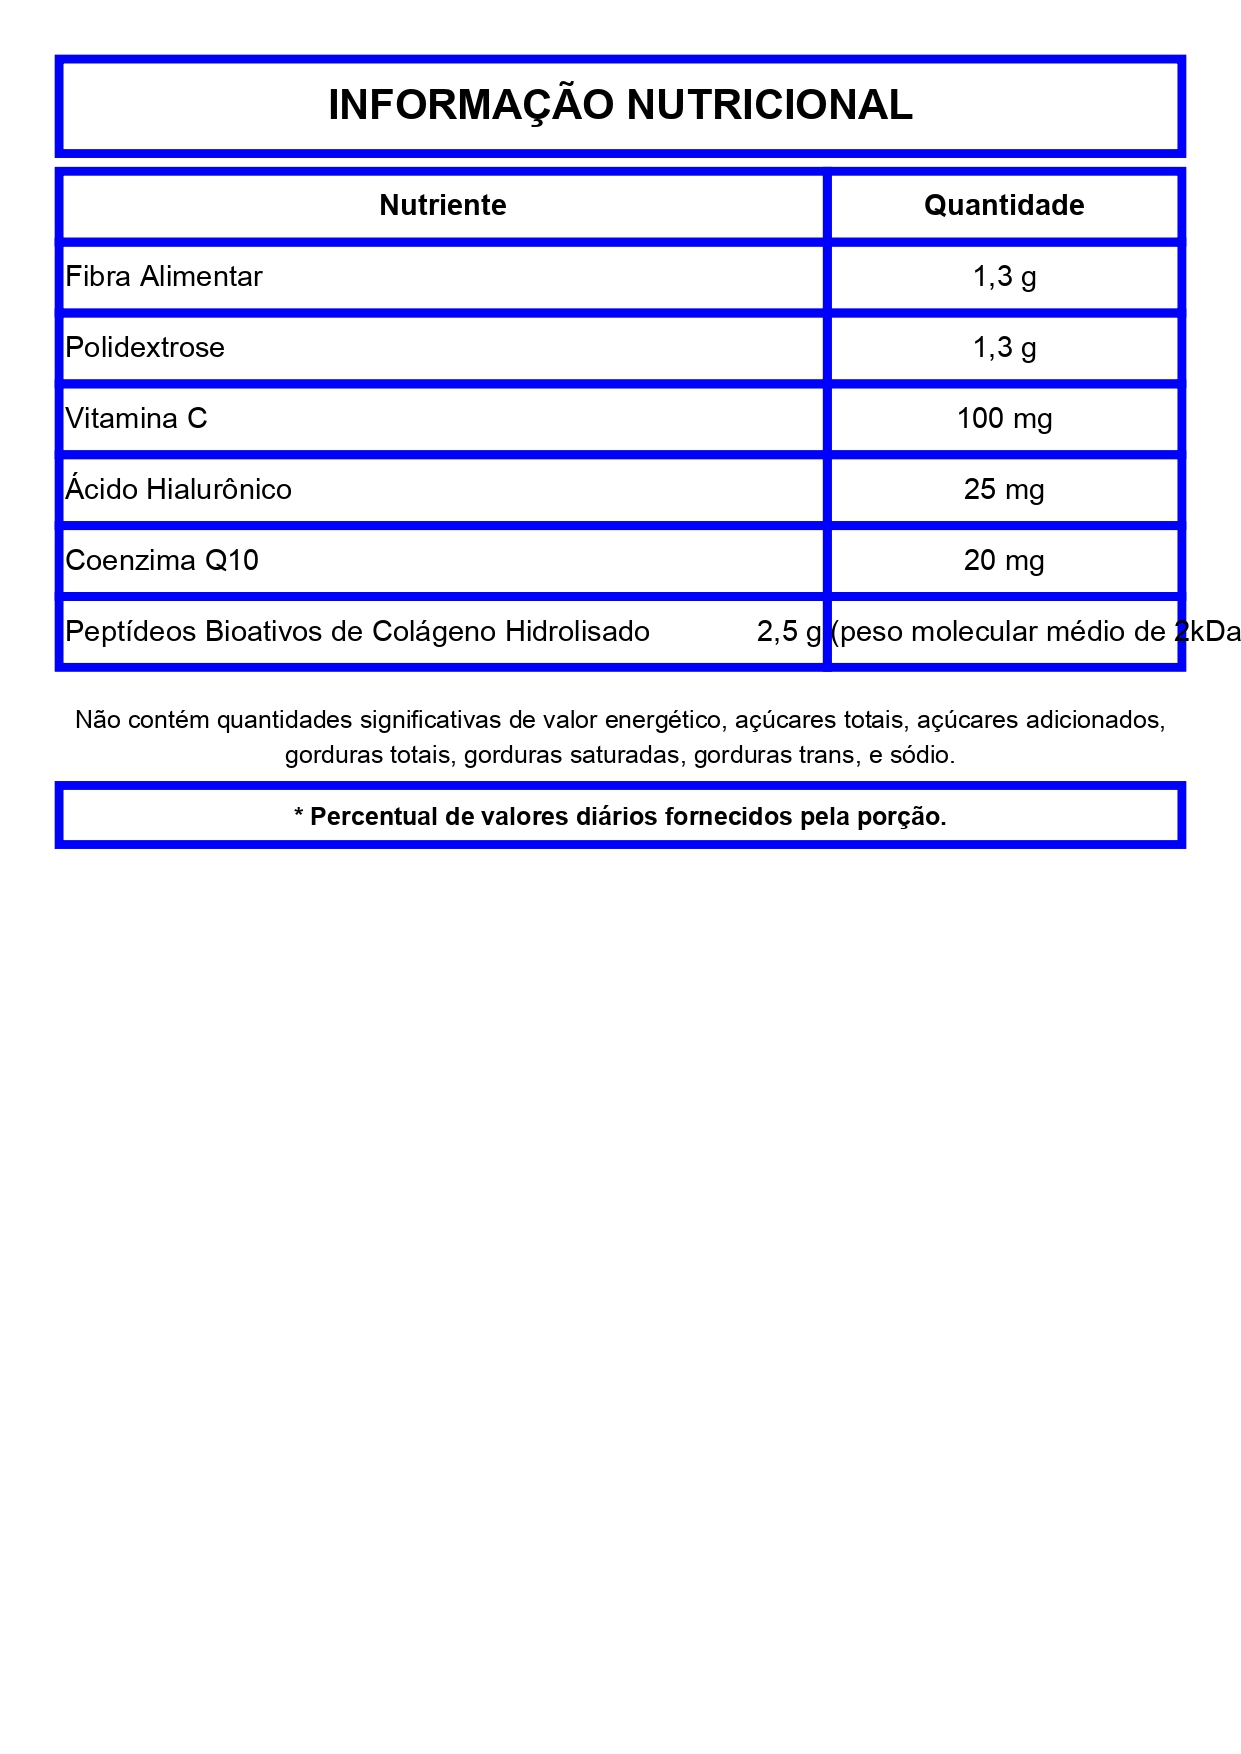 INFORMAÇÃO NUTRICIONAL
Nutriente Quantidade
Fibra Alimentar 1,3 g
Polidextrose 1,3 g
Vitamina C 100 mg
Ácido Hialurônico 25 mg
Coenzima Q10 20 mg
Peptídeos Bioativos de Colágeno Hidrolisado 2,5 g (peso molecular médio de 2kDa
Não contém quantidades significativas de valor energético, açúcares totais, açúcares adicionados,
gorduras totais, gorduras saturadas, gorduras trans, e sódio.
* Percentual de valores diários fornecidos pela porção.